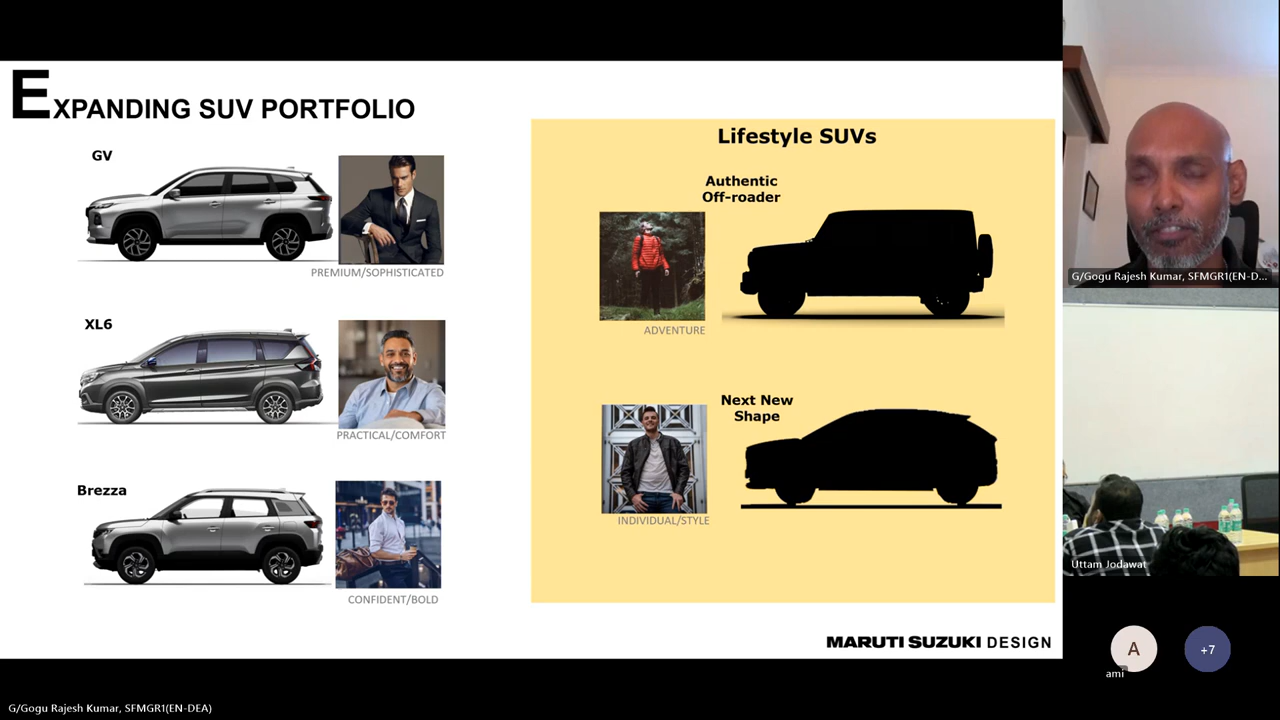 EXPANDING SUV PORTFOLIO
GV
PREMIUM/SOPHISTICATED
XL6
PRACTICAL/COMFORT
Brezza
CONFIDENT/BOLD
Lifestyle SUVs
Authentic
Off-roader
ADVENTURE
Next New
Shape
INDIVIDUAL/STYLE
MARUTI SUZUKI DESIGN
G/Gogu Rajesh Kumar, SFMGR1(EN-D...
Uttam Jodawat
A
ami
+7
G/Gogu Rajesh Kumar, SFMGR1(EN-DEA)